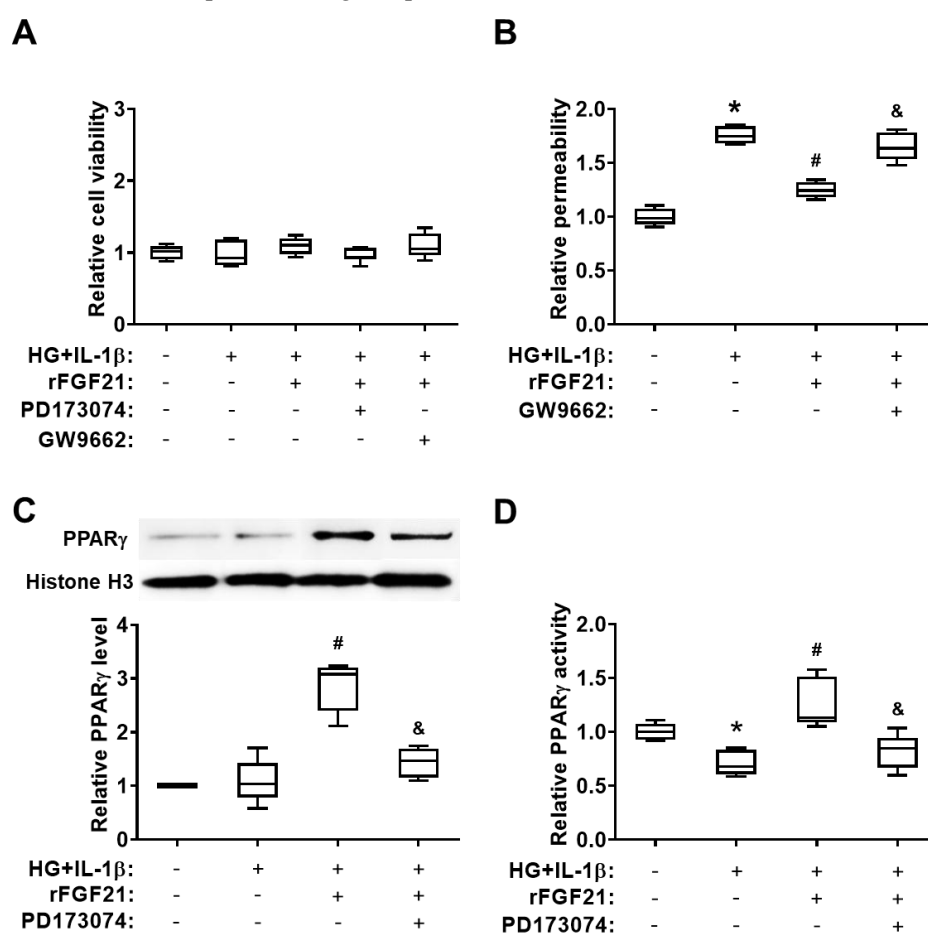 A
Relative cell viability
3
2
1
0
HG+IL-1β: - + + + +
rFGF21: - - + + +
PD173074: - - - + -
GW9662: - - - - +
B
Relative permeability
2.0
1.5
1.0
0.5
0.0
*
#
&
HG+IL-1β: - + + +
rFGF21: - - + +
GW9662: - - - +
C
PPARγ
Histone H3
Relative PPARγ level
4
3
2
1
0
#
&
HG+IL-1β: - + + +
rFGF21: - - + +
PD173074: - - - +
D
Relative PPARγ activity
2.0
1.5
1.0
0.5
0.0
*
#
&
HG+IL-1β: - + + +
rFGF21: - - + +
PD173074: - - - +